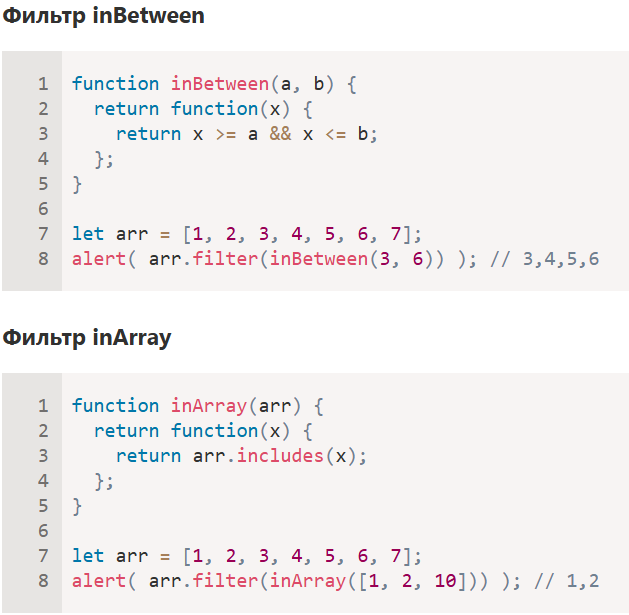 Фильтр inBetween
1 function inBetween(a, b) {
2   return function(x) {
3     return x >= a && x <= b;
4   };
5 }
6
7 let arr = [1, 2, 3, 4, 5, 6, 7];
8 alert( arr.filter(inBetween(3, 6)) ); // 3,4,5,6
Фильтр inArray
1 function inArray(arr) {
2   return function(x) {
3     return arr.includes(x);
4   };
5 }
6
7 let arr = [1, 2, 3, 4, 5, 6, 7];
8 alert( arr.filter(inArray([1, 2, 10])) ); // 1,2